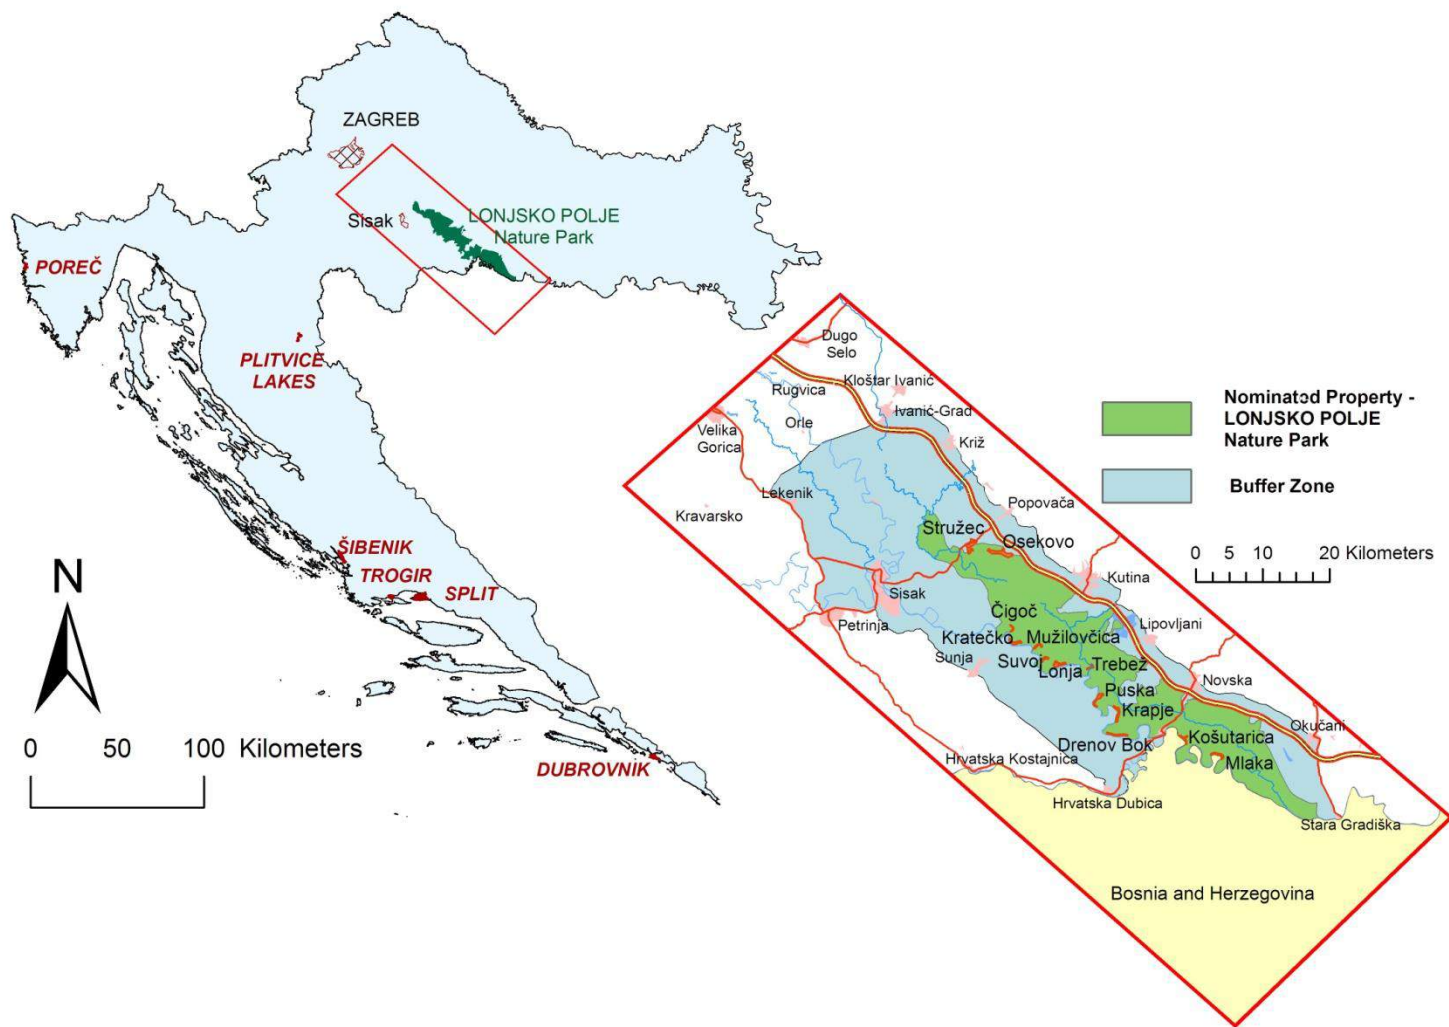 ZAGREB
Sisak
LONJSKO POLJE
Nature Park
POREČ
PLITVICE
LAKES
ŠIBENIK
TROGIR
SPLIT
DUBROVNIK
N
0 50 100 Kilometers
Dugo
Selo
Rugvica
Kloštar Ivanić
Ivanić-Grad
Velika
Gorica
Orle
Križ
Lekenik
Kravarsko
Popovača
Stružec
Osekovo
Kutina
Sisak
Petrinja
Čigoč
Kratečko
Mužilovčica
Lipovljani
Sunja
Suvoj
Lonja
Trebež
Novska
Puska
Krapje
Okučani
Drenov Bok
Košutarica
Hrvatska Kostajnica
Mlaka
Hrvatska Dubica
Stara Gradiška
Bosnia and Herzegovina
Nominatɔd Property -
LONJSKO POLJE
Nature Park
Buffer Zone
0 5 10 20 Kilometers